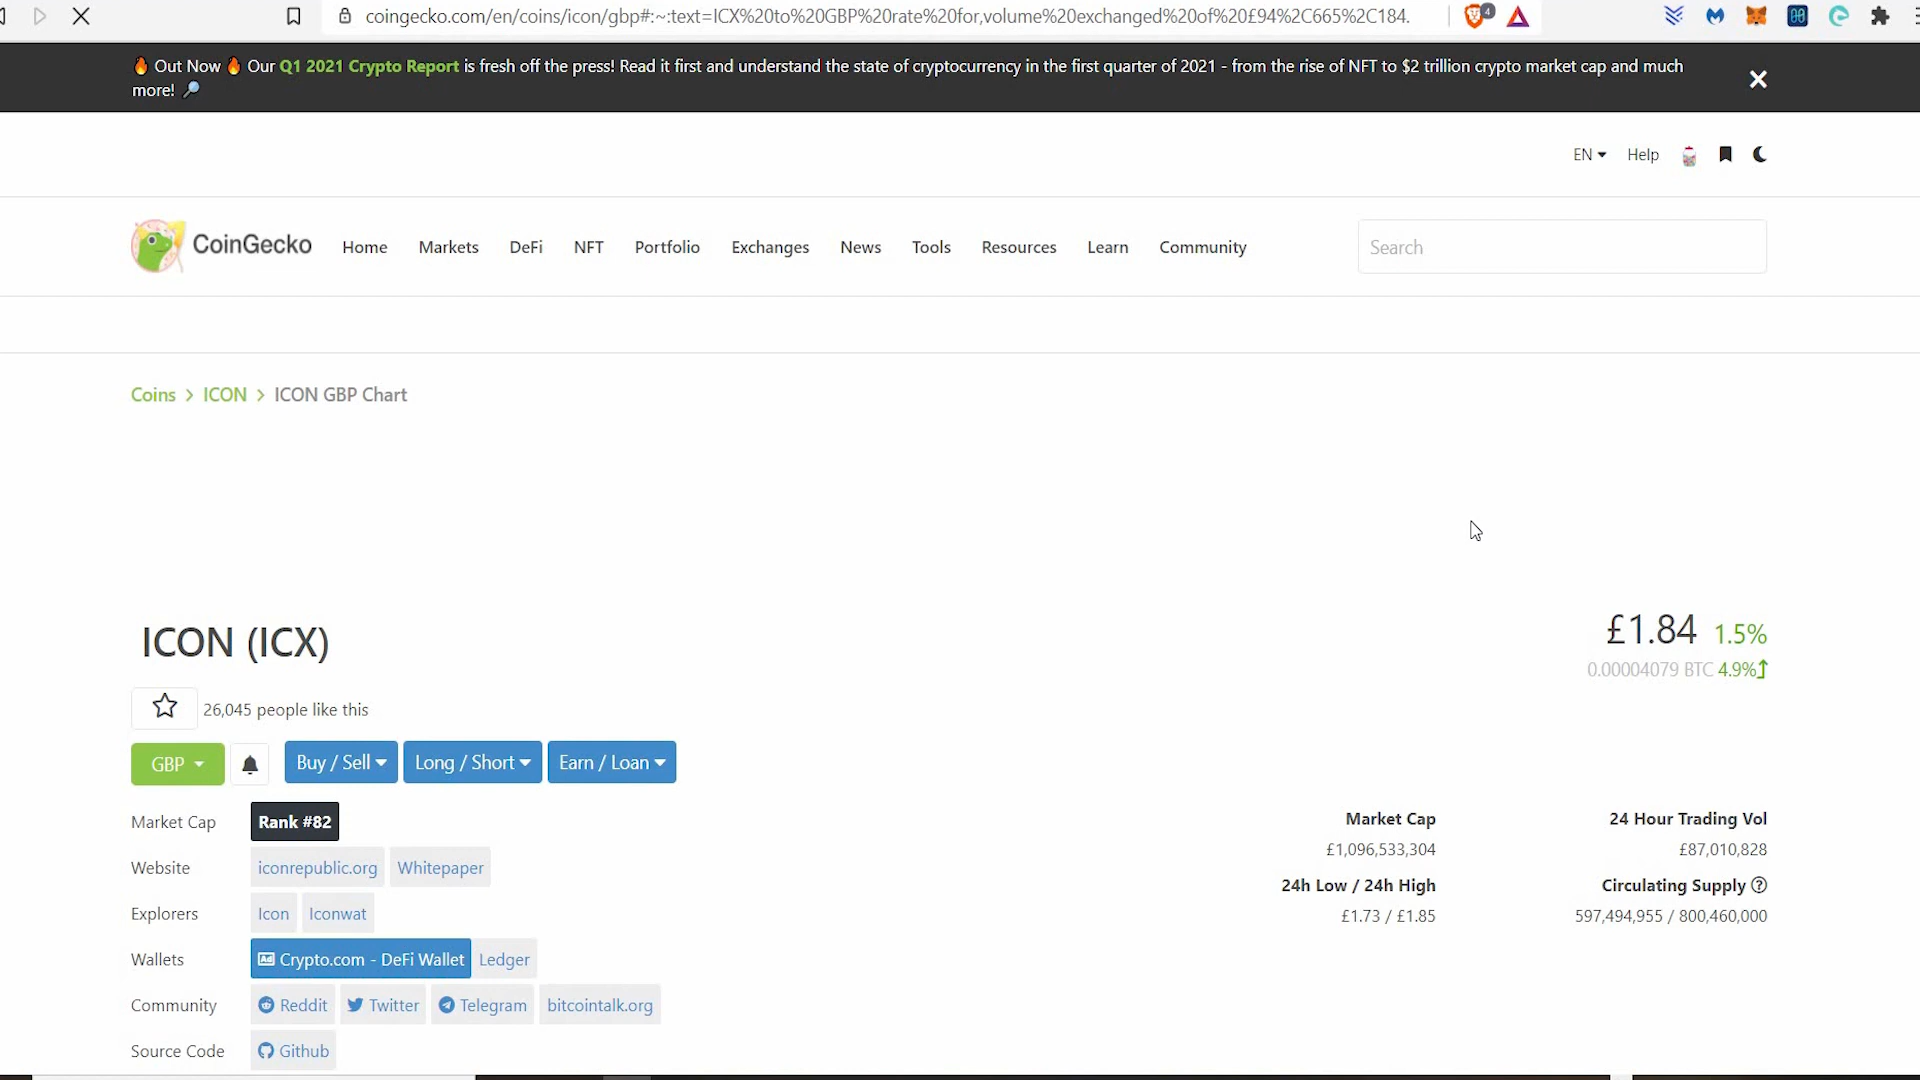 coingecko.com/en/coins/icon/gbp#:~:text=ICX%20to%20GBP%20rate%20for,volume%20exchanged%20of%20£94%2C665%2C184.
4
🔥 Out Now 🔥 Our Q1 2021 Crypto Report is fresh off the press! Read it first and understand the state of cryptocurrency in the first quarter of 2021 - from the rise of NFT to $2 trillion crypto market cap and much
more! 🔎
EN Help
CoinGecko Home Markets DeFi NFT Portfolio Exchanges News Tools Resources Learn Community Search
Coins > ICON > ICON GBP Chart
ICON (ICX)
£1.84 1.5%
0.00004079 BTC 4.9%
26,045 people like this
GBP Buy / Sell Long / Short Earn / Loan
Market Cap Rank #82
Website iconrepublic.org Whitepaper
Explorers Icon Iconwat
Wallets Ad Crypto.com - DeFi Wallet Ledger
Community Reddit Twitter Telegram bitcointalk.org
Source Code Github
Market Cap 24 Hour Trading Vol
£1,096,533,304 £87,010,828
24h Low / 24h High Circulating Supply ?
£1.73 / £1.85 597,494,955 / 800,460,000